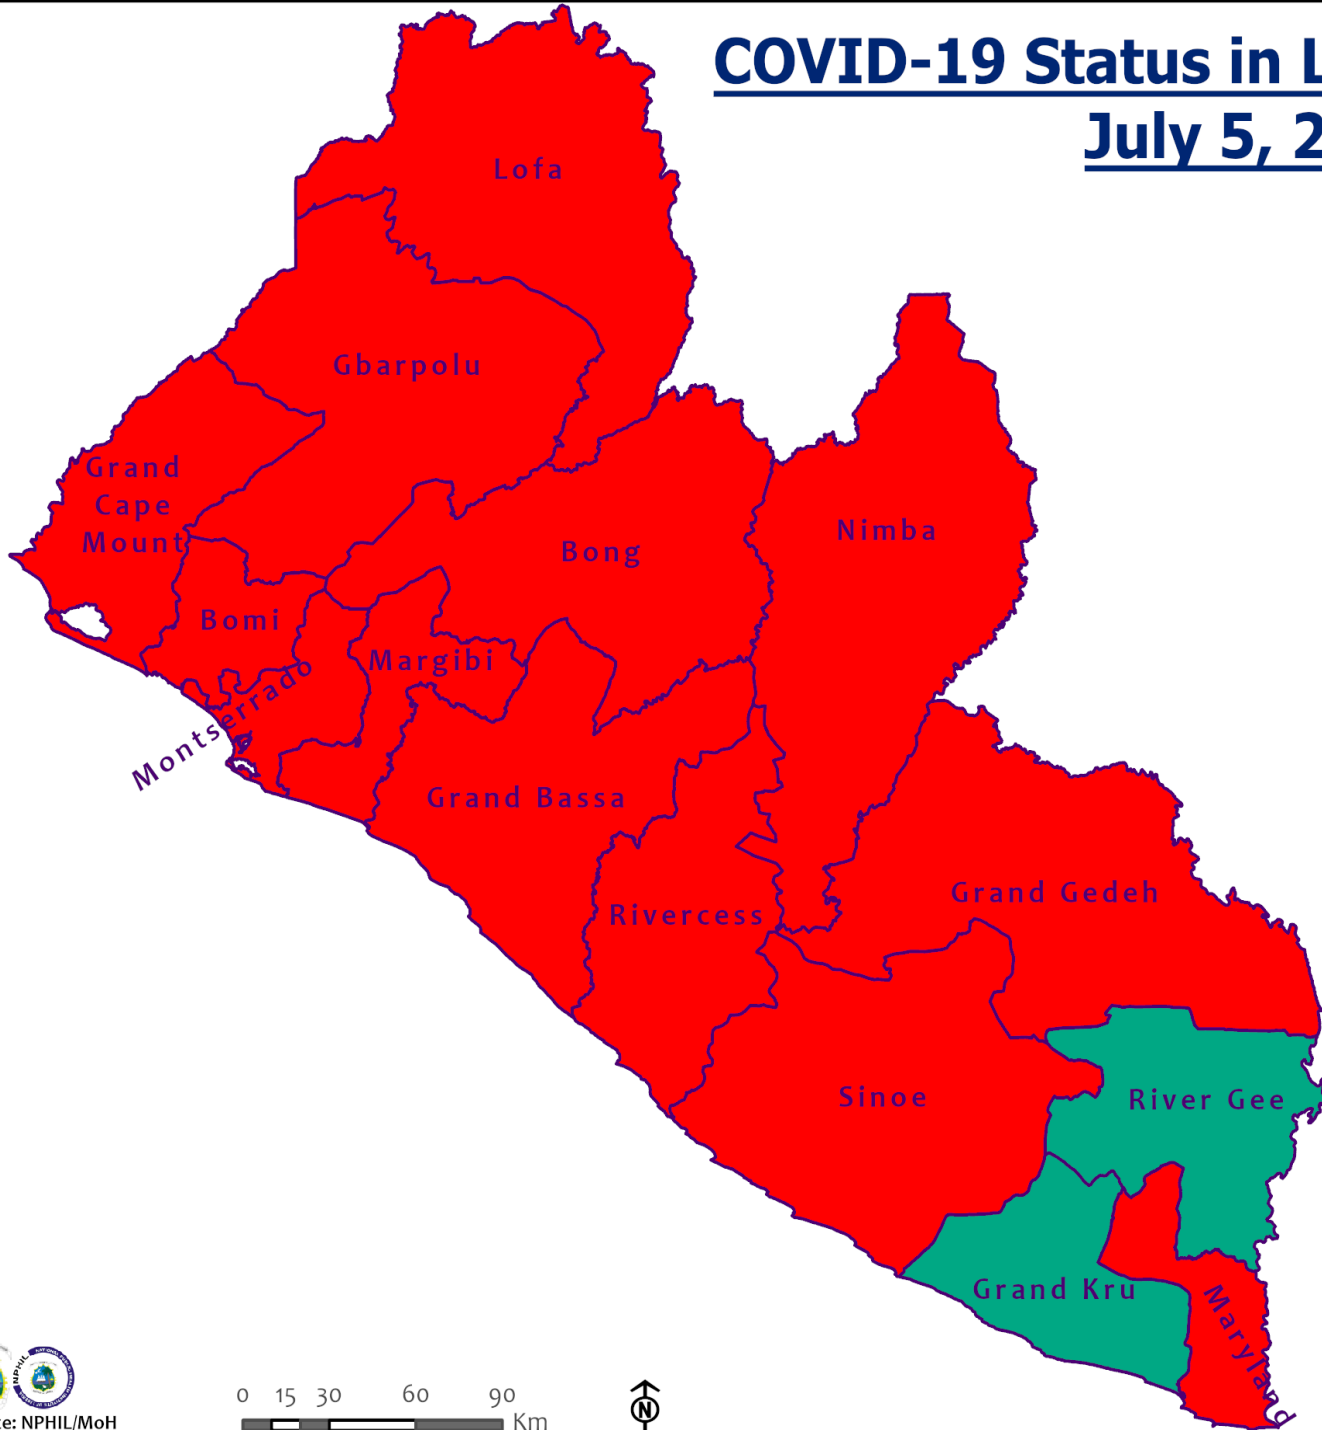 COVID-19 Status in L
July 5, 2
Lofa
Gbarpolu
Grand
Cape
Mount
Nimba
Bong
Bomi
Margibi
Montserrado
Grand Bassa
Grand Gedeh
Rivercess
Sinoe
River Gee
Grand Kru
Maryland
0 15 30 60 90
Km
N
ce: NPHIL/MoH